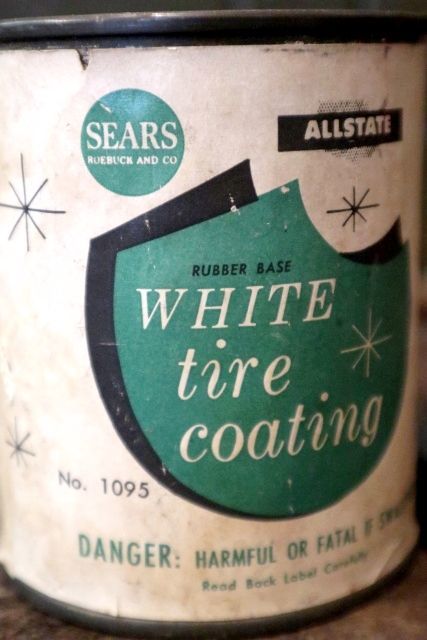 SEARS
ROEBUCK AND CO
ALLSTATE
RUBBER BASE
WHITE
tire
coating
No. 1095
DANGER: HARMFUL OR FATAL IF
Read Back Label Carefully